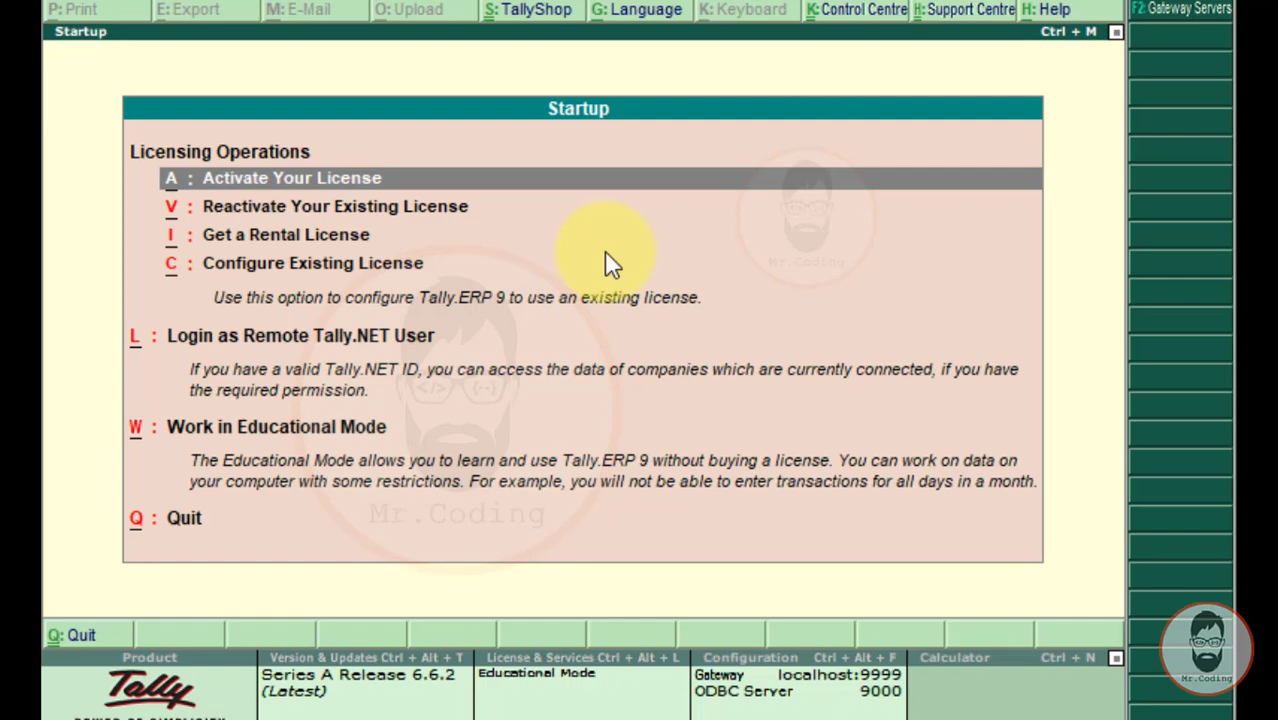 P: Print E: Export M: E-Mail O: Upload S: TallyShop G: Language K: Keyboard K: Control Centre H: Support Centre H: Help F2: Gateway Servers
Startup Ctrl + M
Startup
Licensing Operations
A : Activate Your License
V : Reactivate Your Existing License
I : Get a Rental License
C : Configure Existing License
Use this option to configure Tally.ERP 9 to use an existing license.
L : Login as Remote Tally.NET User
If you have a valid Tally.NET ID, you can access the data of companies which are currently connected, if you have
the required permission.
W : Work in Educational Mode
The Educational Mode allows you to learn and use Tally.ERP 9 without buying a license. You can work on data on
your computer with some restrictions. For example, you will not be able to enter transactions for all days in a month.
Q : Quit
Mr.Coding
Mr.Coding
Q: Quit
Product Version & Updates Ctrl + Alt + T License & Services Ctrl + Alt + L Configuration Ctrl + Alt + F Calculator Ctrl + N
Tally
POWER OF SIMPLICITY
Series A Release 6.6.2
(Latest)
Educational Mode
Gateway localhost:9999
ODBC Server 9000
Mr.Coding